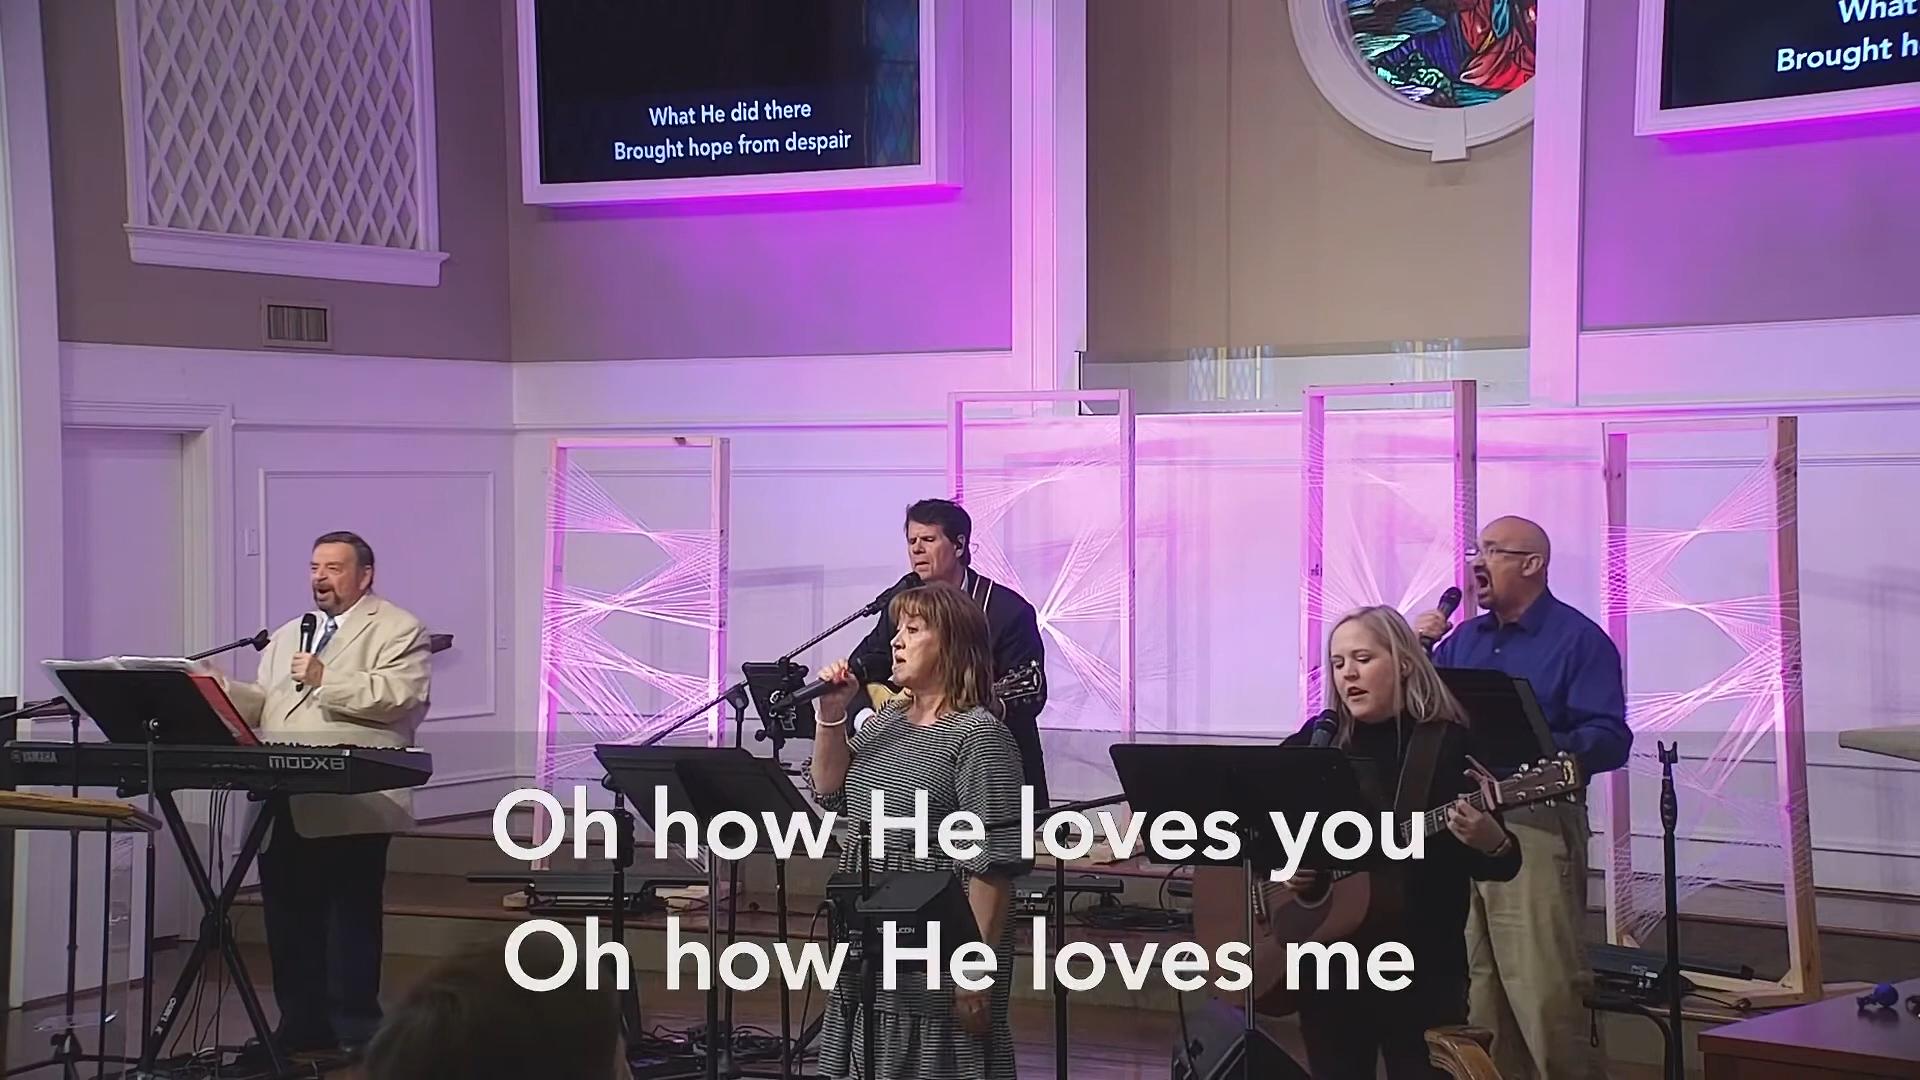 What He did there
Brought hope from despair
What
Brought h
YAMAHA
MODX8
Oh how He loves you
Oh how He loves me